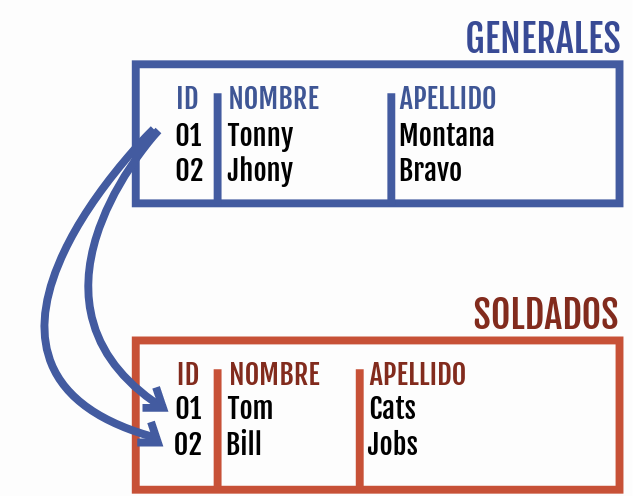 GENERALES
ID NOMBRE APELLIDO
01 Tonny Montana
02 Jhony Bravo
SOLDADOS
ID NOMBRE APELLIDO
01 Tom Cats
02 Bill Jobs